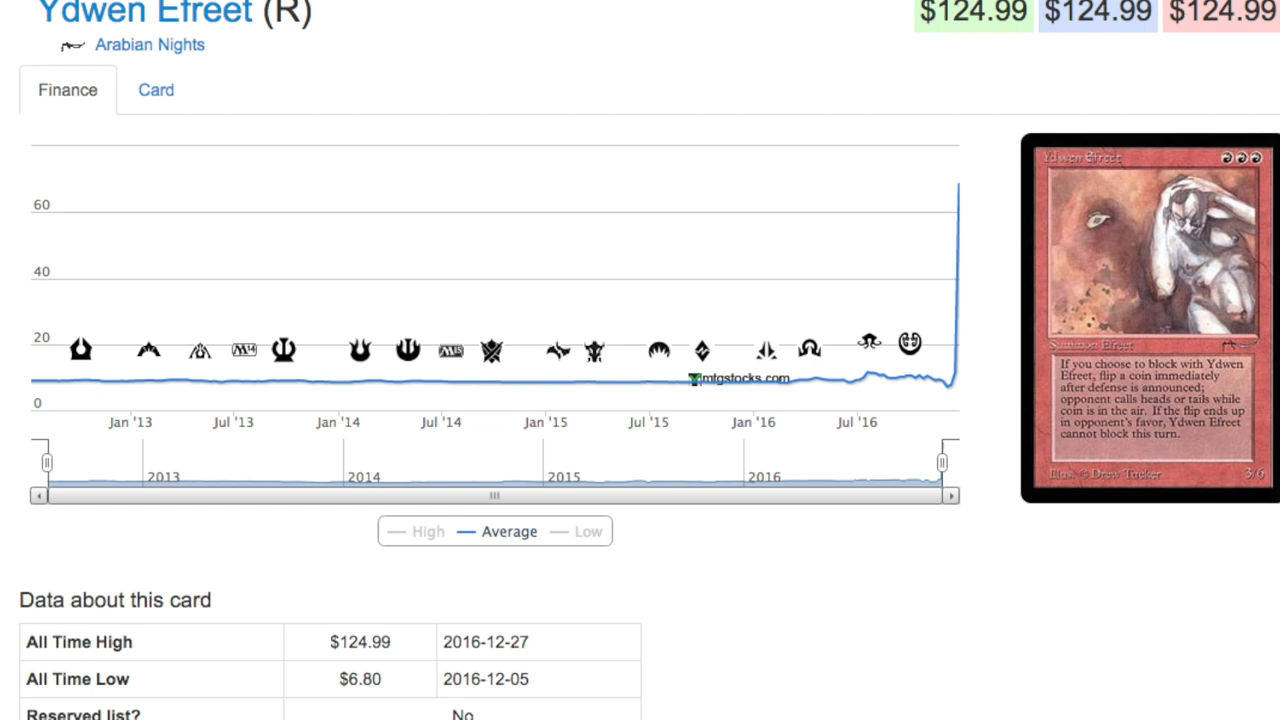 Ydwen Efreet (R)
$124.99 $124.99 $124.99
Arabian Nights
Finance Card
60
40
20
0
M14
M15
mtgstocks.com
Jan '13 Jul '13 Jan '14 Jul '14 Jan '15 Jul '15 Jan '16 Jul '16
2013 2014 2015 2016
High Average Low
Ydwen Efreet
Summon Efreet
If you choose to block with Ydwen
Efreet, flip a coin immediately
after defense is announced;
opponent calls heads or tails while
coin is in the air. If the flip ends up
in opponent's favor, Ydwen Efreet
cannot block this turn.
Illus. © Drew Tucker 3/6
Data about this card
All Time High $124.99 2016-12-27
All Time Low $6.80 2016-12-05
Reserved list? No